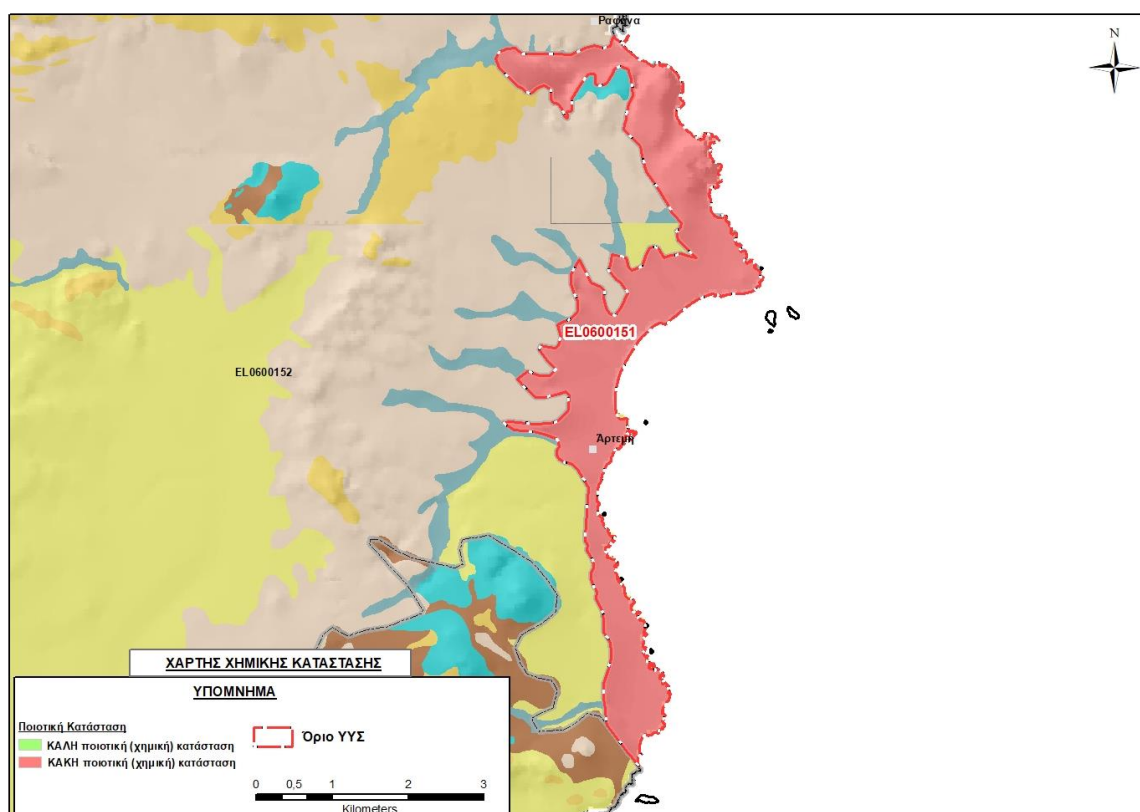 Ραφήνα
N
EL0600151
EL0600152
Άρτεμη
ΧΑΡΤΗΣ ΧΗΜΙΚΗΣ ΚΑΤΑΣΤΑΣΗΣ
ΥΠΟΜΝΗΜΑ
Ποιοτική Κατάσταση
ΚΑΛΗ ποιοτική (χημική) κατάσταση
ΚΑΚΗ ποιοτική (χημική) κατάσταση
Όριο ΥΥΣ
0 0,5 1 2 3
Kilometers